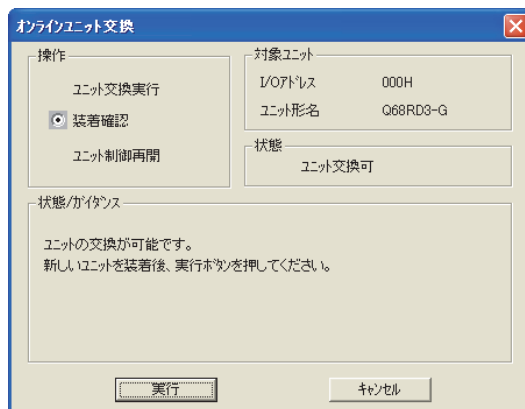 オンラインユニット交換
操作
ユニット交換実行
装着確認
ユニット制御再開
対象ユニット
I/Oアドレス 000H
ユニット形名 Q68RD3-G
状態
ユニット交換可
状態/ガイダンス
ユニットの交換が可能です。
新しいユニットを装着後、実行ボタンを押してください。
実行 キャンセル